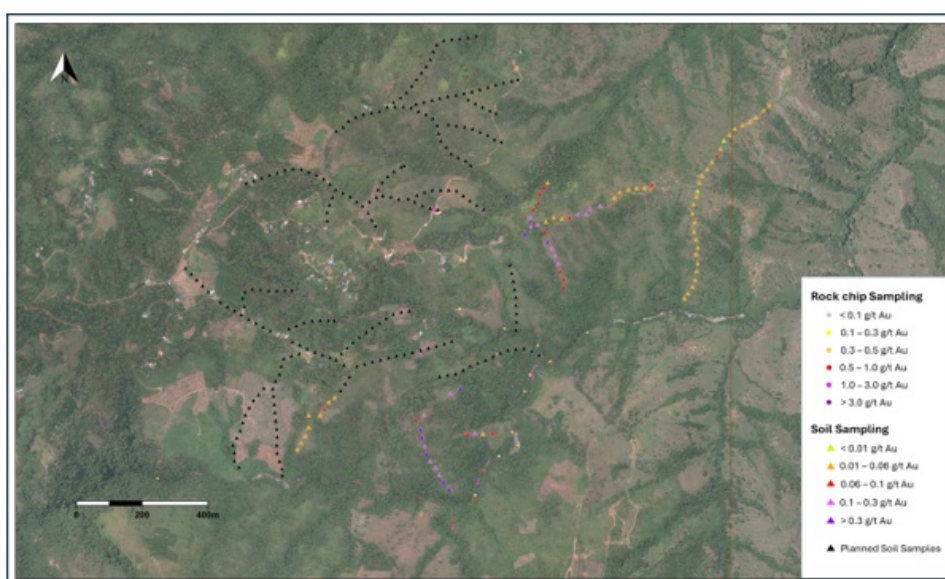 Rock chip Sampling
< 0.1 g/t Au
0.1 – 0.3 g/t Au
0.3 – 0.5 g/t Au
0.5 – 1.0 g/t Au
1.0 – 3.0 g/t Au
> 3.0 g/t Au
Soil Sampling
< 0.01 g/t Au
0.01 – 0.06 g/t Au
0.06 – 0.1 g/t Au
0.1 – 0.3 g/t Au
> 0.3 g/t Au
Planned Soil Samples
0 200 400m